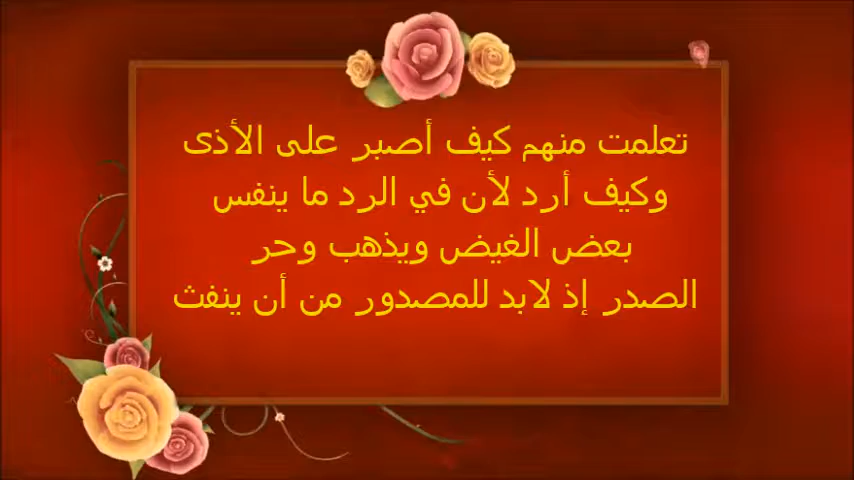 تعلمت منهم كيف أصبر على الأذى
وكيف أرد لأن في الرد ما ينفس
بعض الغيض ويذهب وحر
الصدر إذ لابد للمصدور من أن ينفث